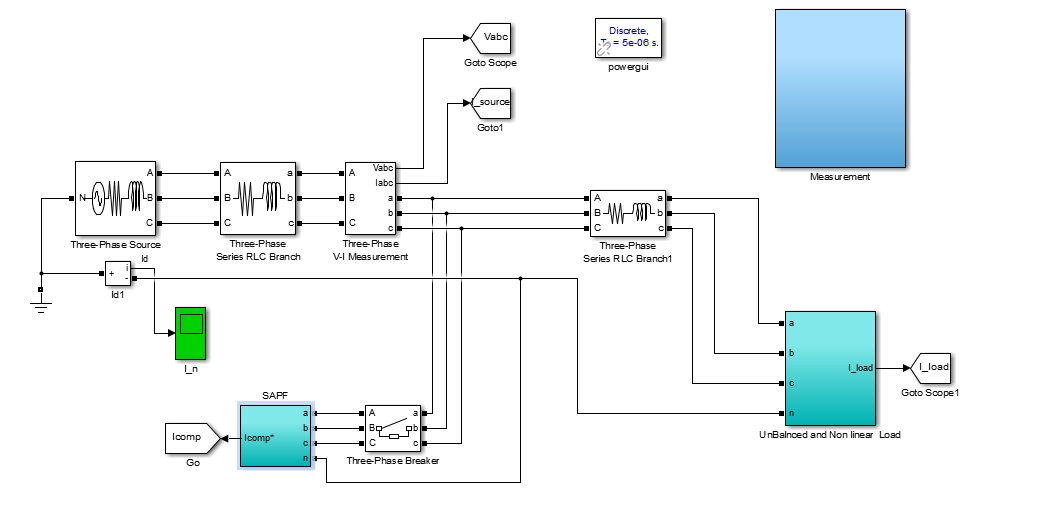 Vabc
Goto Scope
Discrete,
= 5e-06 s.
powergui
_source
Goto1
Measurement
N
A
B
C
Three-Phase Source
A
B
C
a
b
c
Three-Phase
Series RLC Branch
A
B
C
Vabc
Iabc
a
b
c
Three-Phase
V-I Measurement
A
B
C
a
b
c
Three-Phase
Series RLC Branch1
Id
+
i
-
Id1
I_n
a
b
c
n
I_load
UnBalnced and Non linear Load
I_load
Goto Scope1
SAPF
Icomp*
a
b
c
n
Icomp
Go
A
B
C
a
b
c
Three-Phase Breaker